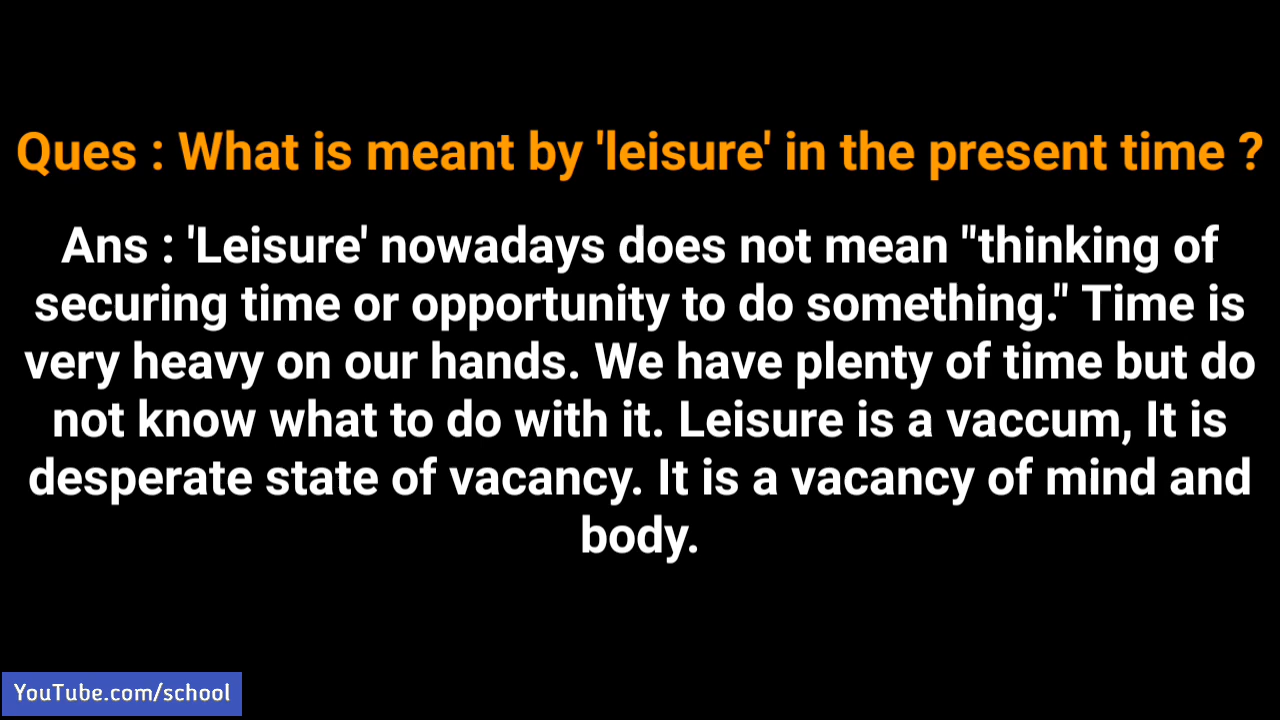 Ques : What is meant by 'leisure' in the present time ?
Ans : 'Leisure' nowadays does not mean "thinking of
securing time or opportunity to do something." Time is
very heavy on our hands. We have plenty of time but do
not know what to do with it. Leisure is a vaccum, It is
desperate state of vacancy. It is a vacancy of mind and
body.
YouTube.com/school